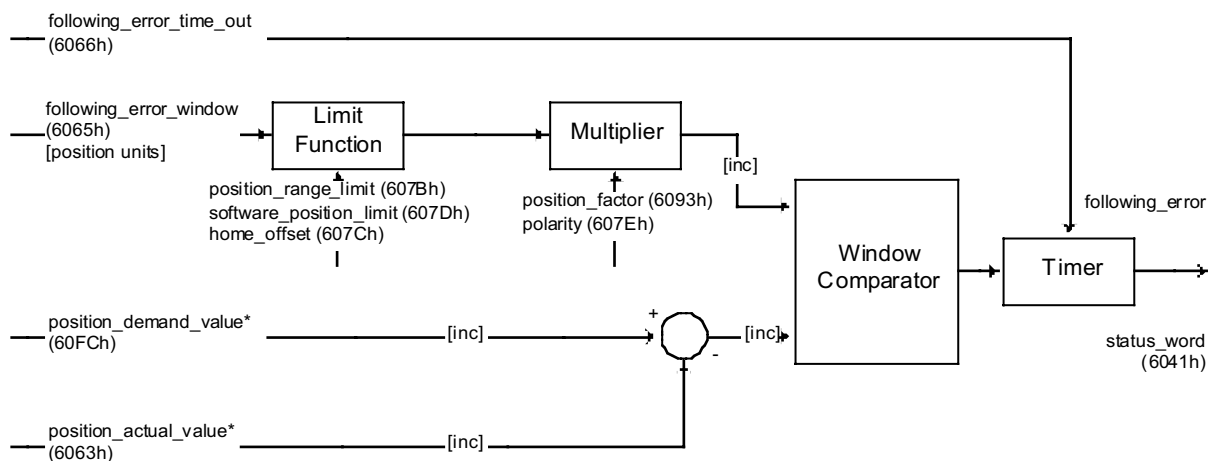 following_error_time_out
(6066h)
following_error_window
(6065h)
[position units]
Limit
Function
Multiplier
[inc]
position_range_limit (607Bh)
software_position_limit (607Dh)
home_offset (607Ch)
position_factor (6093h)
polarity (607Eh)
following_error
Window
Comparator
Timer
position_demand_value*
(60FCh)
[inc]
+
-
[inc]
status_word
(6041h)
position_actual_value*
(6063h)
[inc]